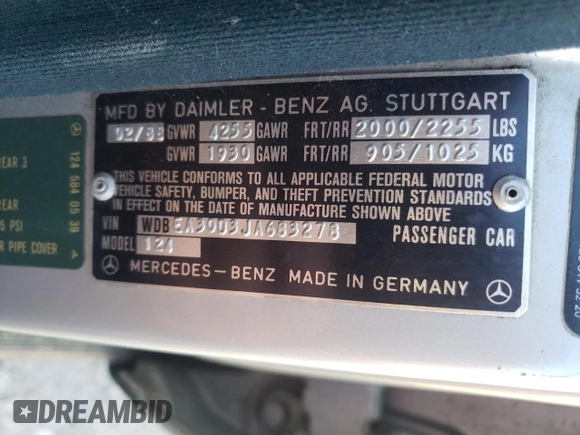 MFD BY DAIMLER - BENZ AG. STUTTGART
02/88 GVWR 4255 GAWR FRT/RR 2000/2255 LBS
GVWR 1930 GAWR FRT/RR 905/1025 KG
THIS VEHICLE CONFORMS TO ALL APPLICABLE FEDERAL MOTOR
VEHICLE SAFETY, BUMPER, AND THEFT PREVENTION STANDARDS
IN EFFECT ON THE DATE OF MANUFACTURE SHOWN ABOVE
VIN WDBEA3003JA683278 PASSENGER CAR
MODEL 124
MERCEDES-BENZ MADE IN GERMANY
REAR 3
REAR
5 PSI
R PIPE COVER
124 584 05 39
DREAMBID